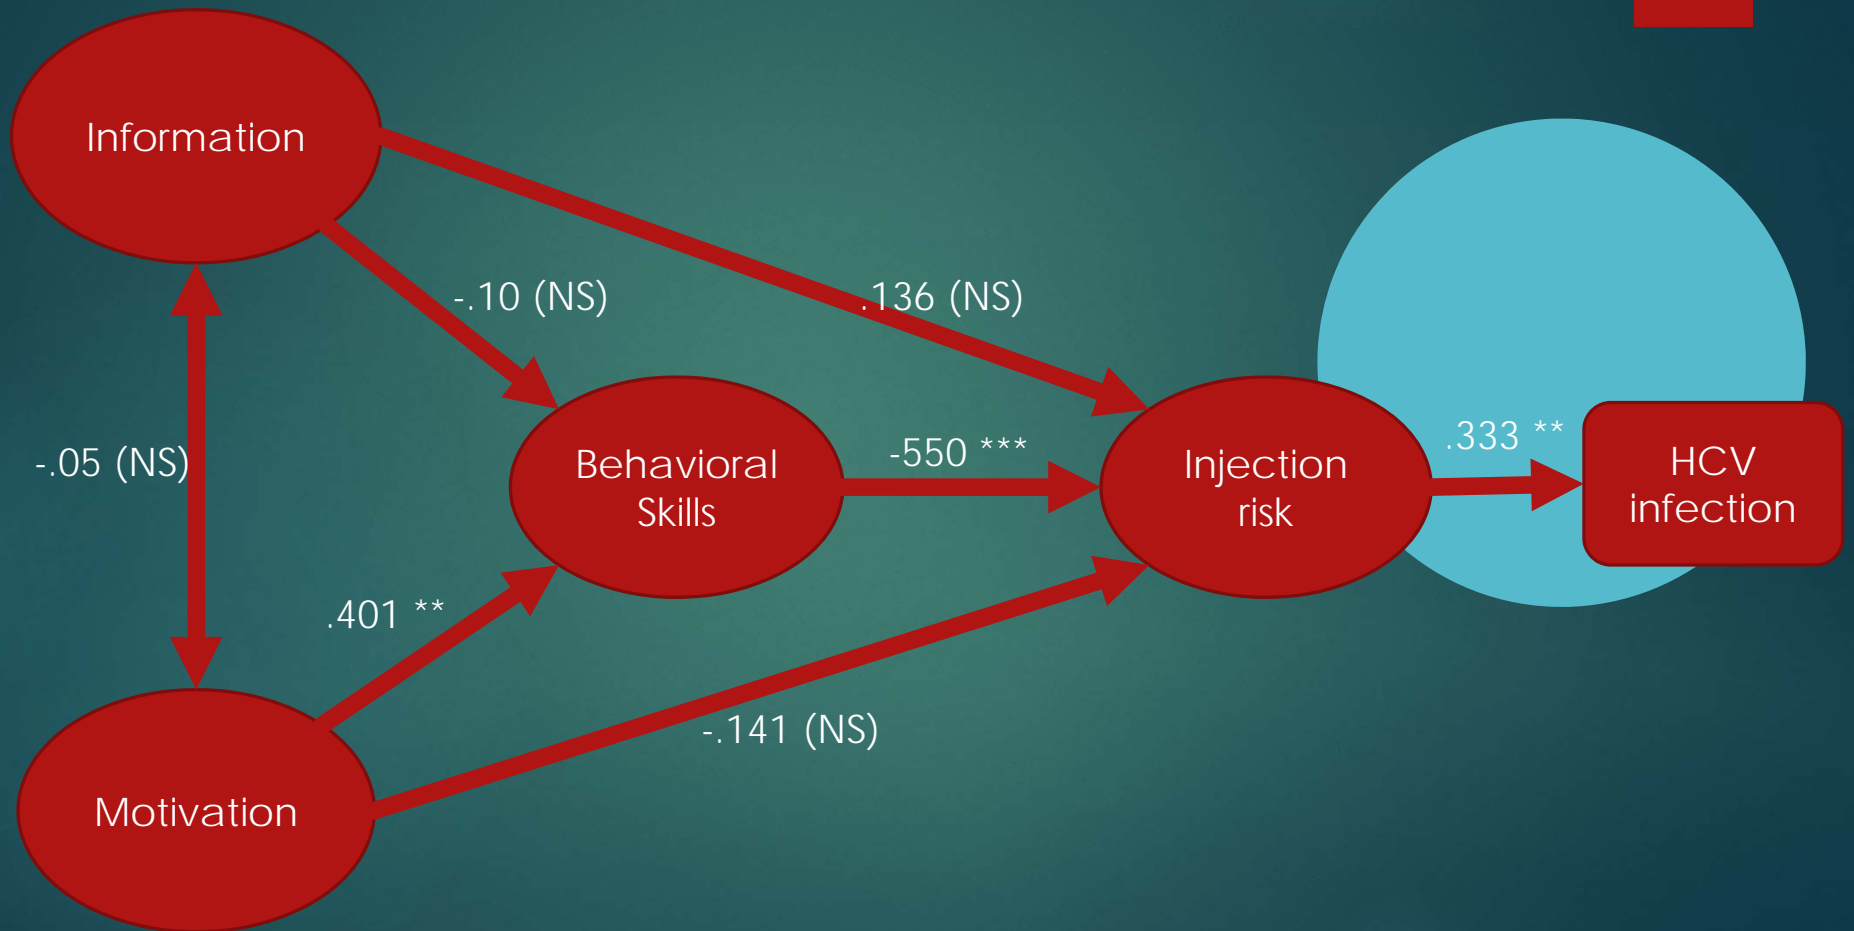 Information
-.10 (NS)
.136 (NS)
-.05 (NS)
Behavioral
Skills
-550 ***
Injection
risk
.333 **
HCV
infection
.401 **
-.141 (NS)
Motivation